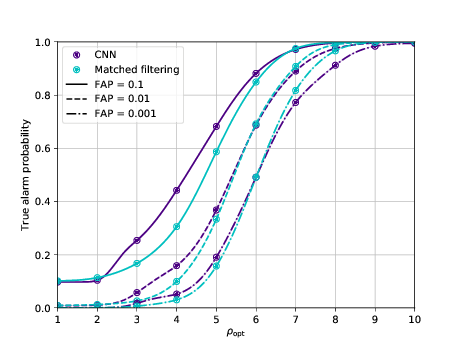 1.0
CNN
Matched filtering
FAP = 0.1
FAP = 0.01
FAP = 0.001
0.8
0.6
0.4
0.2
0.0
True alarm probability
1 2 3 4 5 6 7 8 9 10
ρopt